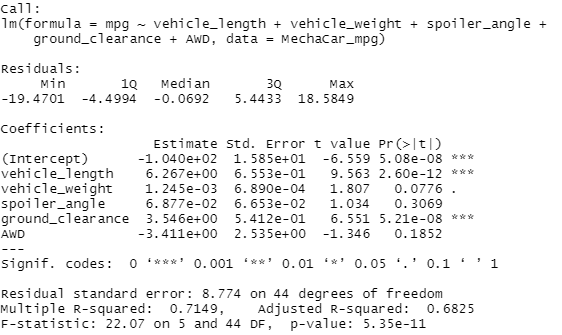 Call:
lm(formula = mpg ~ vehicle_length + vehicle_weight + spoiler_angle +
    ground_clearance + AWD, data = MechaCar_mpg)

Residuals:
     Min       1Q   Median       3Q      Max
-19.4701  -4.4994  -0.0692   5.4433  18.5849

Coefficients:
                   Estimate Std. Error t value Pr(>|t|)
(Intercept)      -1.040e+02  1.585e+01  -6.559 5.08e-08 ***
vehicle_length    6.267e+00  6.553e-01   9.563 2.60e-12 ***
vehicle_weight    1.245e-03  6.890e-04   1.807   0.0776 .
spoiler_angle     6.877e-02  6.653e-02   1.034   0.3069
ground_clearance  3.546e+00  5.412e-01   6.551 5.21e-08 ***
AWD              -3.411e+00  2.535e+00  -1.346   0.1852
---
Signif. codes:  0 ‘***’ 0.001 ‘**’ 0.01 ‘*’ 0.05 ‘.’ 0.1 ‘ ’ 1

Residual standard error: 8.774 on 44 degrees of freedom
Multiple R-squared:  0.7149,    Adjusted R-squared:  0.6825
F-statistic: 22.07 on 5 and 44 DF,  p-value: 5.35e-11